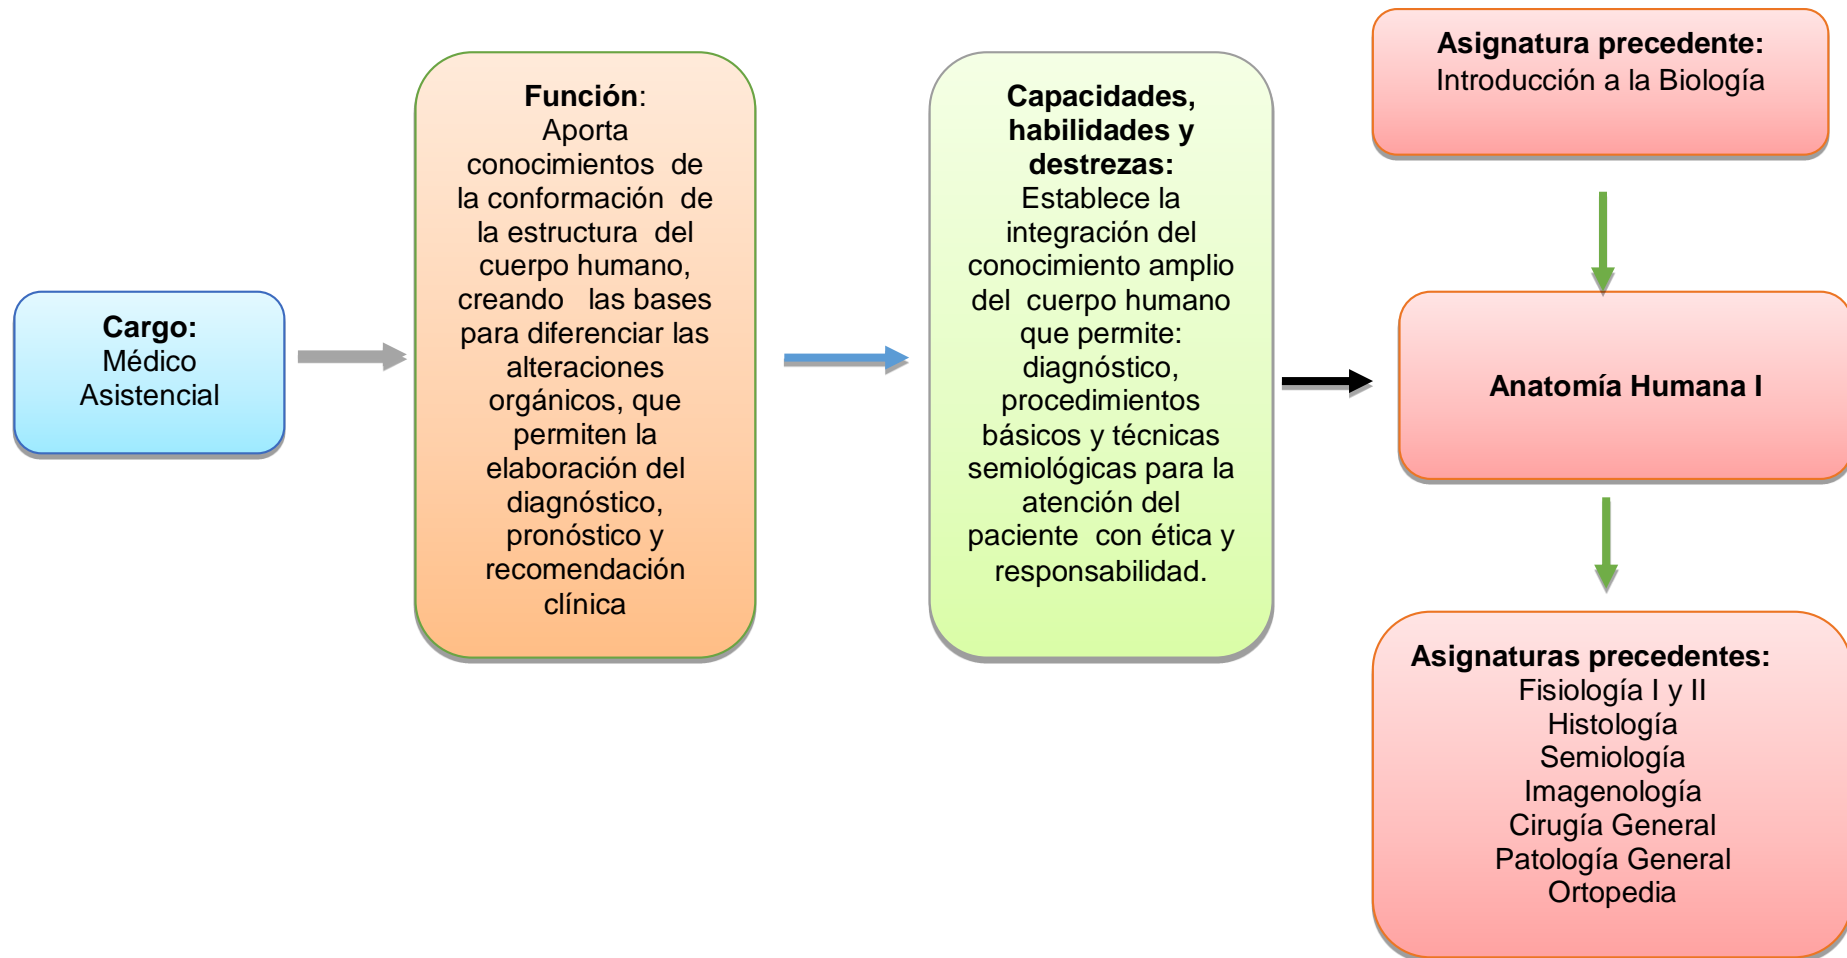 Cargo:
Médico
Asistencial
Función:
Aporta
conocimientos de
la conformación de
la estructura del
cuerpo humano,
creando las bases
para diferenciar las
alteraciones
orgánicos, que
permiten la
elaboración del
diagnóstico,
pronóstico y
recomendación
clínica
Capacidades,
habilidades y
destrezas:
Establece la
integración del
conocimiento amplio
del cuerpo humano
que permite:
diagnóstico,
procedimientos
básicos y técnicas
semiológicas para la
atención del
paciente con ética y
responsabilidad.
Asignatura precedente:
Introducción a la Biología
Anatomía Humana I
Asignaturas precedentes:
Fisiología I y II
Histología
Semiología
Imagenología
Cirugía General
Patología General
Ortopedia